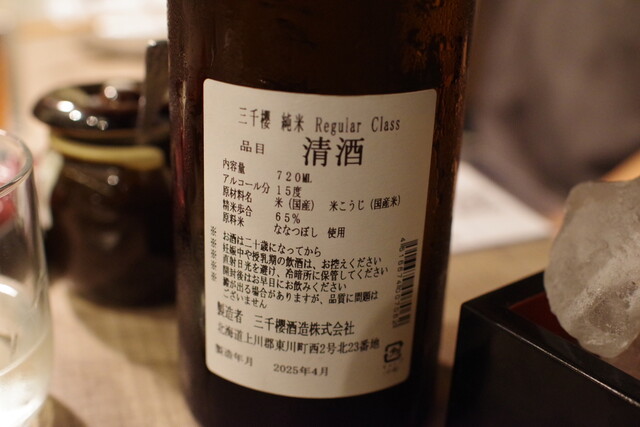 三千櫻 純米 Regular Class
品目 清酒
内容量 720ML
アルコール分 15度
原材料名 米（国産） 米こうじ（国産米）
精米歩合 65%
原料米 ななつぼし 使用
※ お酒は二十歳になってから
※ 妊娠中や授乳期の飲酒は、お控えください
※ 直射日光を避け、冷暗所に保管してください
※ 開封後はお早目にお飲みください
※ 澱が出る場合がありますが、品質に問題は
ございません
製造者 三千櫻酒造株式会社
北海道上川郡東川町西2号北23番地
製造年月 2025年4月